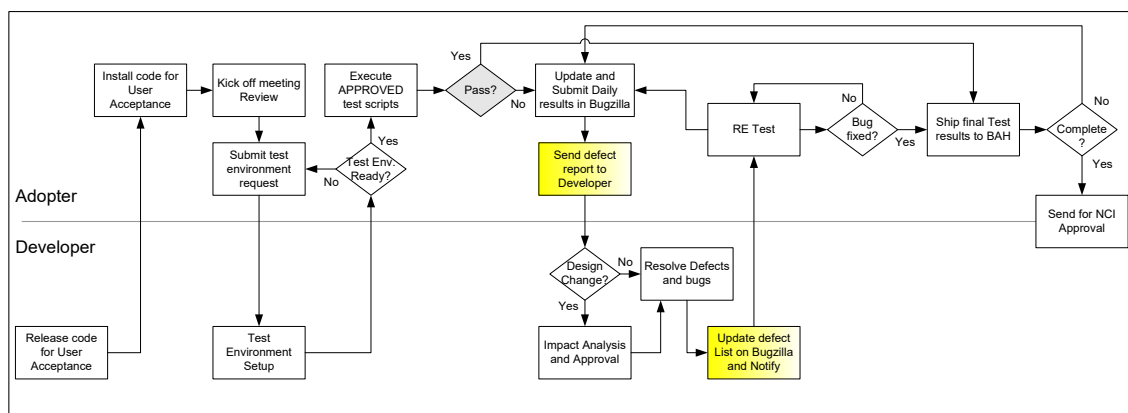 Yes
Install code for
User
Acceptance
Kick off meeting
Review
Execute
APPROVED
test scripts
Pass?
No
Update and
Submit Daily
results in Bugzilla
RE Test
No
Bug
fixed?
Yes
Ship final Test
results to BAH
No
Complete
?
Yes
Submit test
environment
request
Yes
No
Test Env.
Ready?
Send defect
report to
Developer
Adopter
Send for NCI
Approval
Developer
Design
Change?
No
Yes
Resolve Defects
and bugs
Release code
for User
Acceptance
Test
Environment
Setup
Impact Analysis
and Approval
Update defect
List on Bugzilla
and Notify